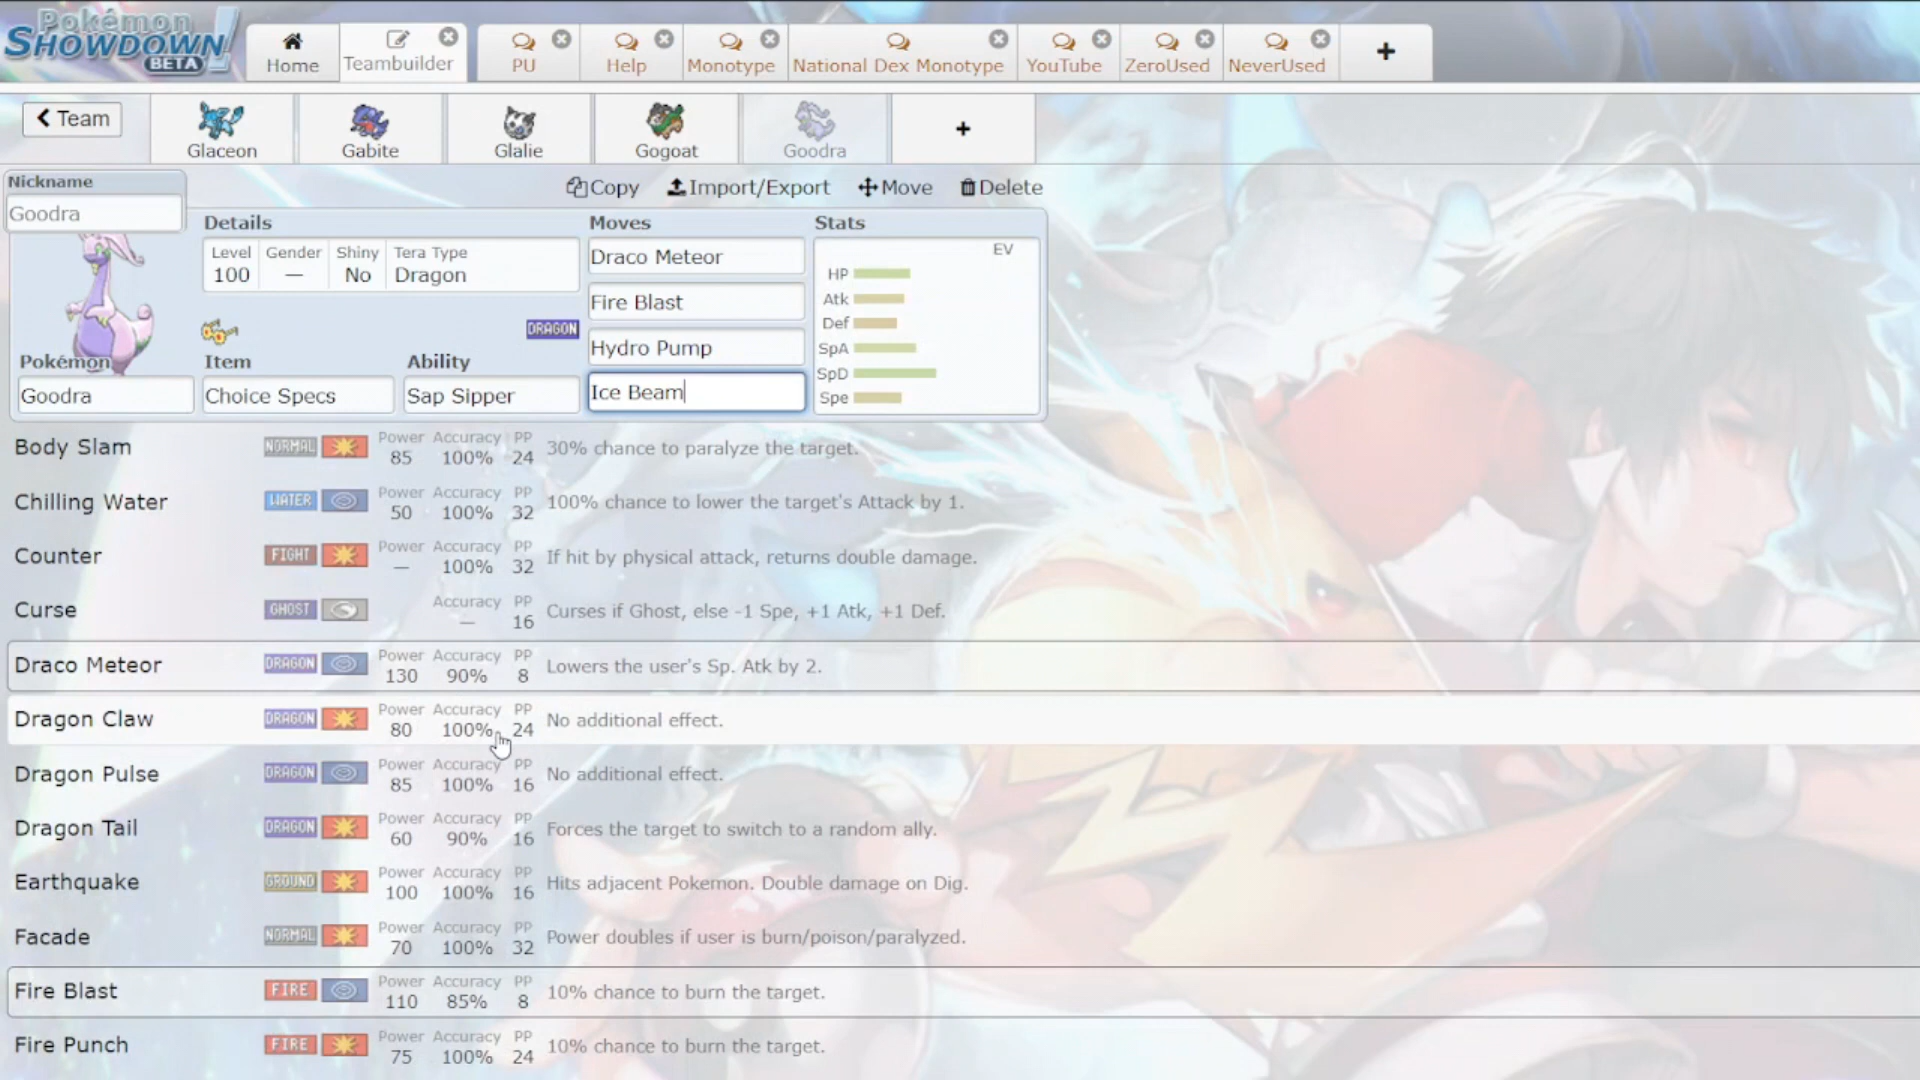 Pokémon
SHOWDOWN!
BETA
Home
Teambuilder
PU
Help
Monotype
National Dex Monotype
YouTube
ZeroUsed
NeverUsed
+
Team
Glaceon
Gabite
Glalie
Gogoat
Goodra
+
Nickname
Goodra
Copy
Import/Export
Move
Delete
Details
Moves
Stats
Level
Gender
Shiny
Tera Type
100
—
No
Dragon
DRAGON
Pokémon
Item
Ability
Goodra
Choice Specs
Sap Sipper
Draco Meteor
Fire Blast
Hydro Pump
Ice Beam
EV
HP
Atk
Def
SpA
SpD
Spe
Body Slam NORMAL Power 85 Accuracy 100% PP 24 30% chance to paralyze the target.
Chilling Water WATER Power 50 Accuracy 100% PP 32 100% chance to lower the target's Attack by 1.
Counter FIGHT Power — Accuracy 100% PP 32 If hit by physical attack, returns double damage.
Curse GHOST Accuracy — PP 16 Curses if Ghost, else -1 Spe, +1 Atk, +1 Def.
Draco Meteor DRAGON Power 130 Accuracy 90% PP 8 Lowers the user's Sp. Atk by 2.
Dragon Claw DRAGON Power 80 Accuracy 100% PP 24 No additional effect.
Dragon Pulse DRAGON Power 85 Accuracy 100% PP 16 No additional effect.
Dragon Tail DRAGON Power 60 Accuracy 90% PP 16 Forces the target to switch to a random ally.
Earthquake GROUND Power 100 Accuracy 100% PP 16 Hits adjacent Pokemon. Double damage on Dig.
Facade NORMAL Power 70 Accuracy 100% PP 32 Power doubles if user is burn/poison/paralyzed.
Fire Blast FIRE Power 110 Accuracy 85% PP 8 10% chance to burn the target.
Fire Punch FIRE Power 75 Accuracy 100% PP 24 10% chance to burn the target.